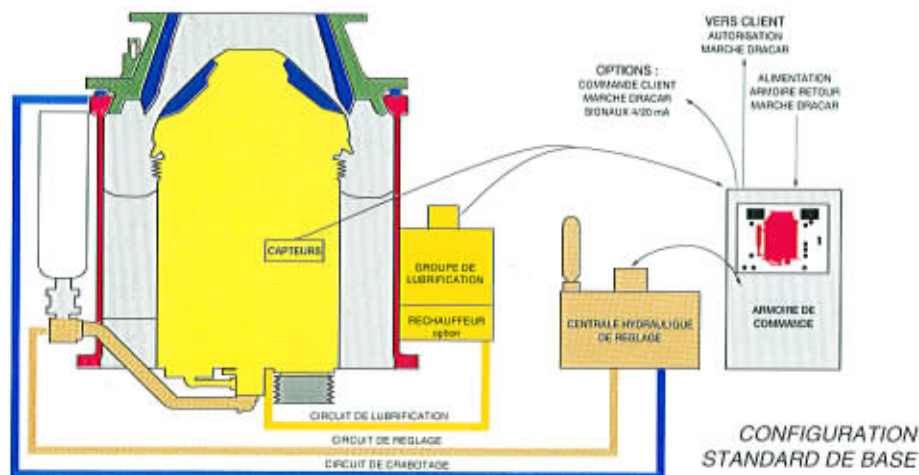 VERS CLIENT
AUTORISATION
MARCHE DRACAR
OPTIONS :
COMMANDE CLIENT
MARCHE DRACAR
SIGNAUX 4/20 mA
ALIMENTATION
ARMOIRE RETOUR
MARCHE DRACAR
CAPTEURS
GROUPE DE
LUBRIFICATION
RECHAUFFEUR
option
CENTRALE HYDRAULIQUE
DE REGLAGE
ARMOIRE DE
COMMANDE
CIRCUIT DE LUBRIFICATION
CIRCUIT DE REGLAGE
CIRCUIT DE CRABOTAGE
CONFIGURATION
STANDARD DE BASE